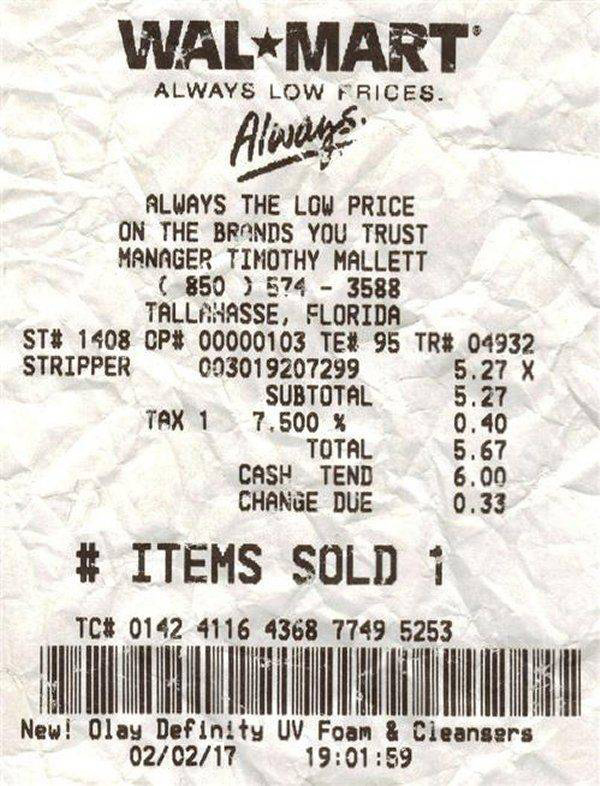 WAL★MART®
ALWAYS LOW PRICES.
Always.
ALWAYS THE LOW PRICE
ON THE BRANDS YOU TRUST
MANAGER TIMOTHY MALLETT
( 850 ) 574 - 3588
TALLAHASSE, FLORIDA
ST# 1408 OP# 00000103 TE# 95 TR# 04932
STRIPPER 003019207299 5.27 X
SUBTOTAL 5.27
TAX 1 7.500 % 0.40
TOTAL 5.67
CASH TEND 6.00
CHANGE DUE 0.33
# ITEMS SOLD 1
TC# 0142 4116 4368 7749 5253
New! Olay Definity UV Foam & Cleansers
02/02/17 19:01:59